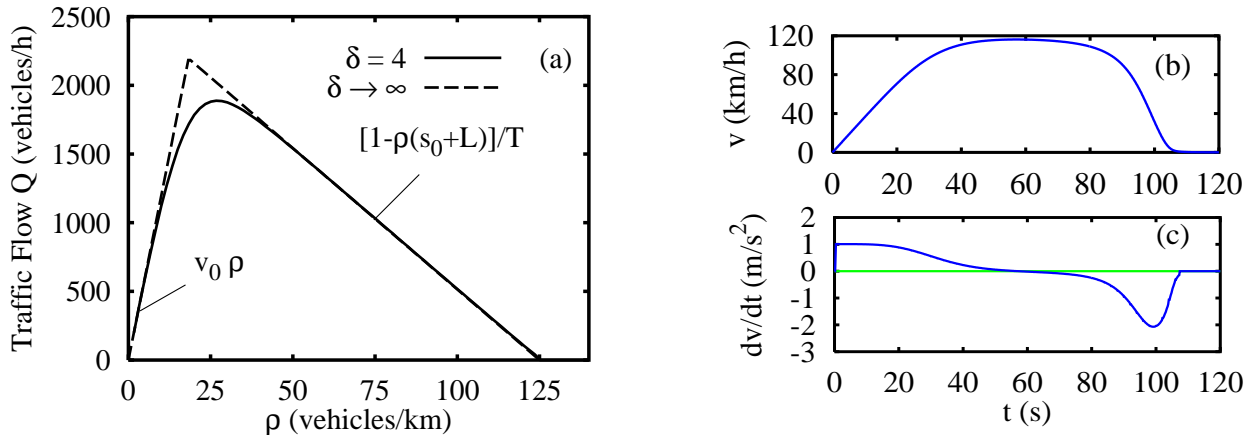 2500
2000
1500
1000
500
0
Traffic Flow Q (vehicles/h)
δ = 4
δ → ∞
(a)
[1-ρ(s₀+L)]/T
v₀ ρ
0 25 50 75 100 125
ρ (vehicles/km)
120
80
40
0
v (km/h)
(b)
0 20 40 60 80 100 120
2
1
0
-1
-2
-3
dv/dt (m/s²)
(c)
0 20 40 60 80 100 120
t (s)